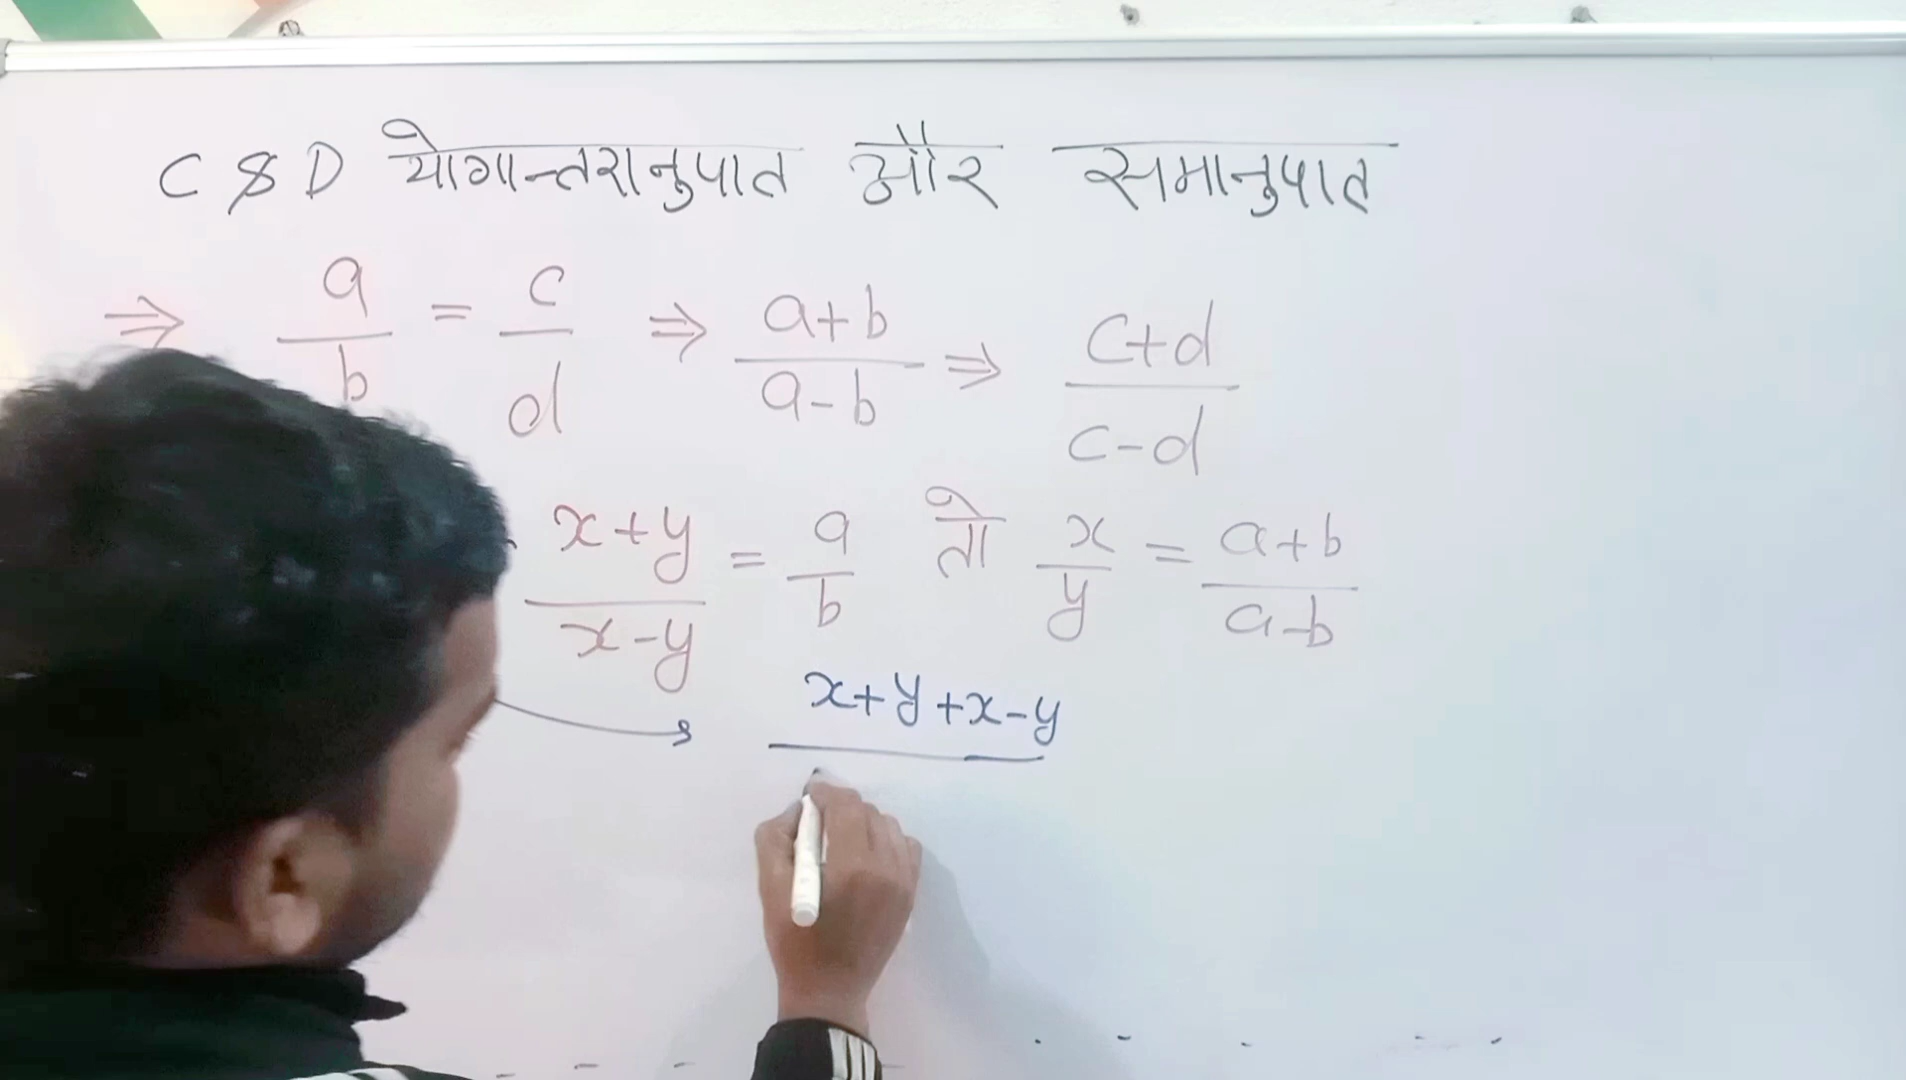 C & D योगान्तरानुपात और समानुपात
⇒ a/b = c/d ⇒ a+b/a-b ⇒ c+d/c-d
x+y/x-y = a/b तो x/y = a+b/a-b
x+y+x-y